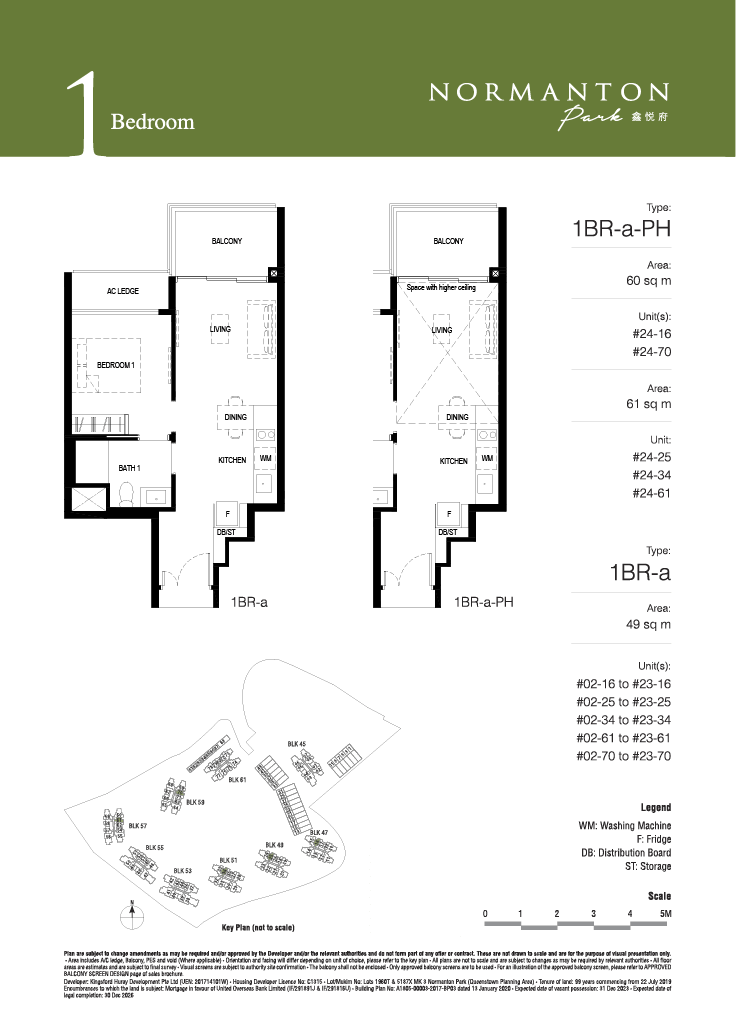 1
Bedroom
NORMANTON
Park 鑫悦府
BALCONY
AC LEDGE
LIVING
BEDROOM 1
DINING
KITCHEN
WM
BATH 1
F
DB/ST
1BR-a
BALCONY
Space with higher ceiling
LIVING
DINING
KITCHEN
WM
F
DB/ST
1BR-a-PH
Type:
1BR-a-PH
Area:
60 sq m
Unit(s):
#24-16
#24-70
Area:
61 sq m
Unit:
#24-25
#24-34
#24-61
Type:
1BR-a
Area:
49 sq m
Unit(s):
#02-16 to #23-16
#02-25 to #23-25
#02-34 to #23-34
#02-61 to #23-61
#02-70 to #23-70
BLK 45
BLK 61
BLK 59
BLK 57
BLK 55
BLK 53
BLK 51
BLK 49
BLK 47
N
Key Plan (not to scale)
Legend
WM: Washing Machine
F: Fridge
DB: Distribution Board
ST: Storage
Scale
0 1 2 3 4 5M
Plan are subject to change amendments as may be required and/or approved by the Developer and/or the relevant authorities and do not form part of any offer or contract. These are not drawn to scale and are for the purpose of visual presentation only.
• Area includes A/C ledge, Balcony, PES and void (Where applicable) • Orientation and facing will differ depending on unit of choice, please refer to the key plan • All plans are not to scale and are subject to changes as may be required by relevant authorities • All floor
areas are estimates and are subject to final survey • Visual screens are subject to authority site confirmation • The balcony shall not be enclosed • Only approved balcony screens are to be used • For an illustration of the approved balcony screen, please refer to APPROVED
BALCONY SCREEN DESIGN page of sales brochure.
Developer: Kingsford Huray Development Pte Ltd (UEN: 201714101W) • Housing Developer Licence No: C1315 • Lot/Mukim No: Lots 1960T & 5187X MK 3 Normanton Park (Queenstown Planning Area) • Tenure of land: 99 years commencing from 22 July 2019
Encumbrances to which the land is subject: Mortgage in favour of United Overseas Bank Limited (IF/291891J & IF/291816U) • Building Plan No: A1805-00003-2017-BP03 dated 13 January 2020 • Expected date of vacant possession: 31 Dec 2023 • Expected date of
legal completion: 30 Dec 2026